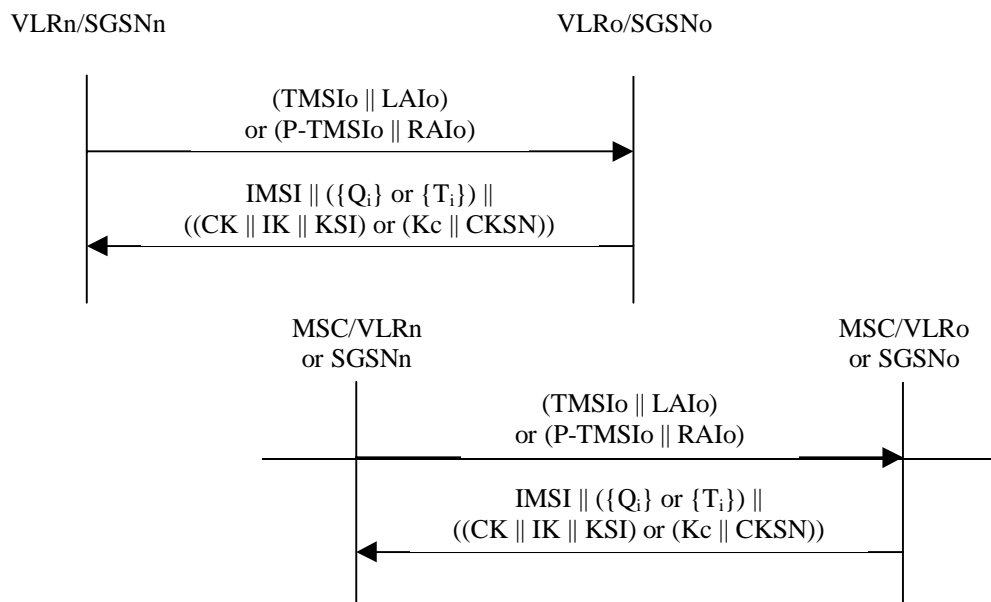 VLRn/SGSNn
VLRo/SGSNo
(TMSIo || LAIo)
or (P-TMSIo || RAIo)
IMSI || ({Qi} or {Ti}) ||
((CK || IK || KSI) or (Kc || CKSN))
MSC/VLRn
or SGSNn
MSC/VLRo
or SGSNo
(TMSIo || LAIo)
or (P-TMSIo || RAIo)
IMSI || ({Qi} or {Ti}) ||
((CK || IK || KSI) or (Kc || CKSN))